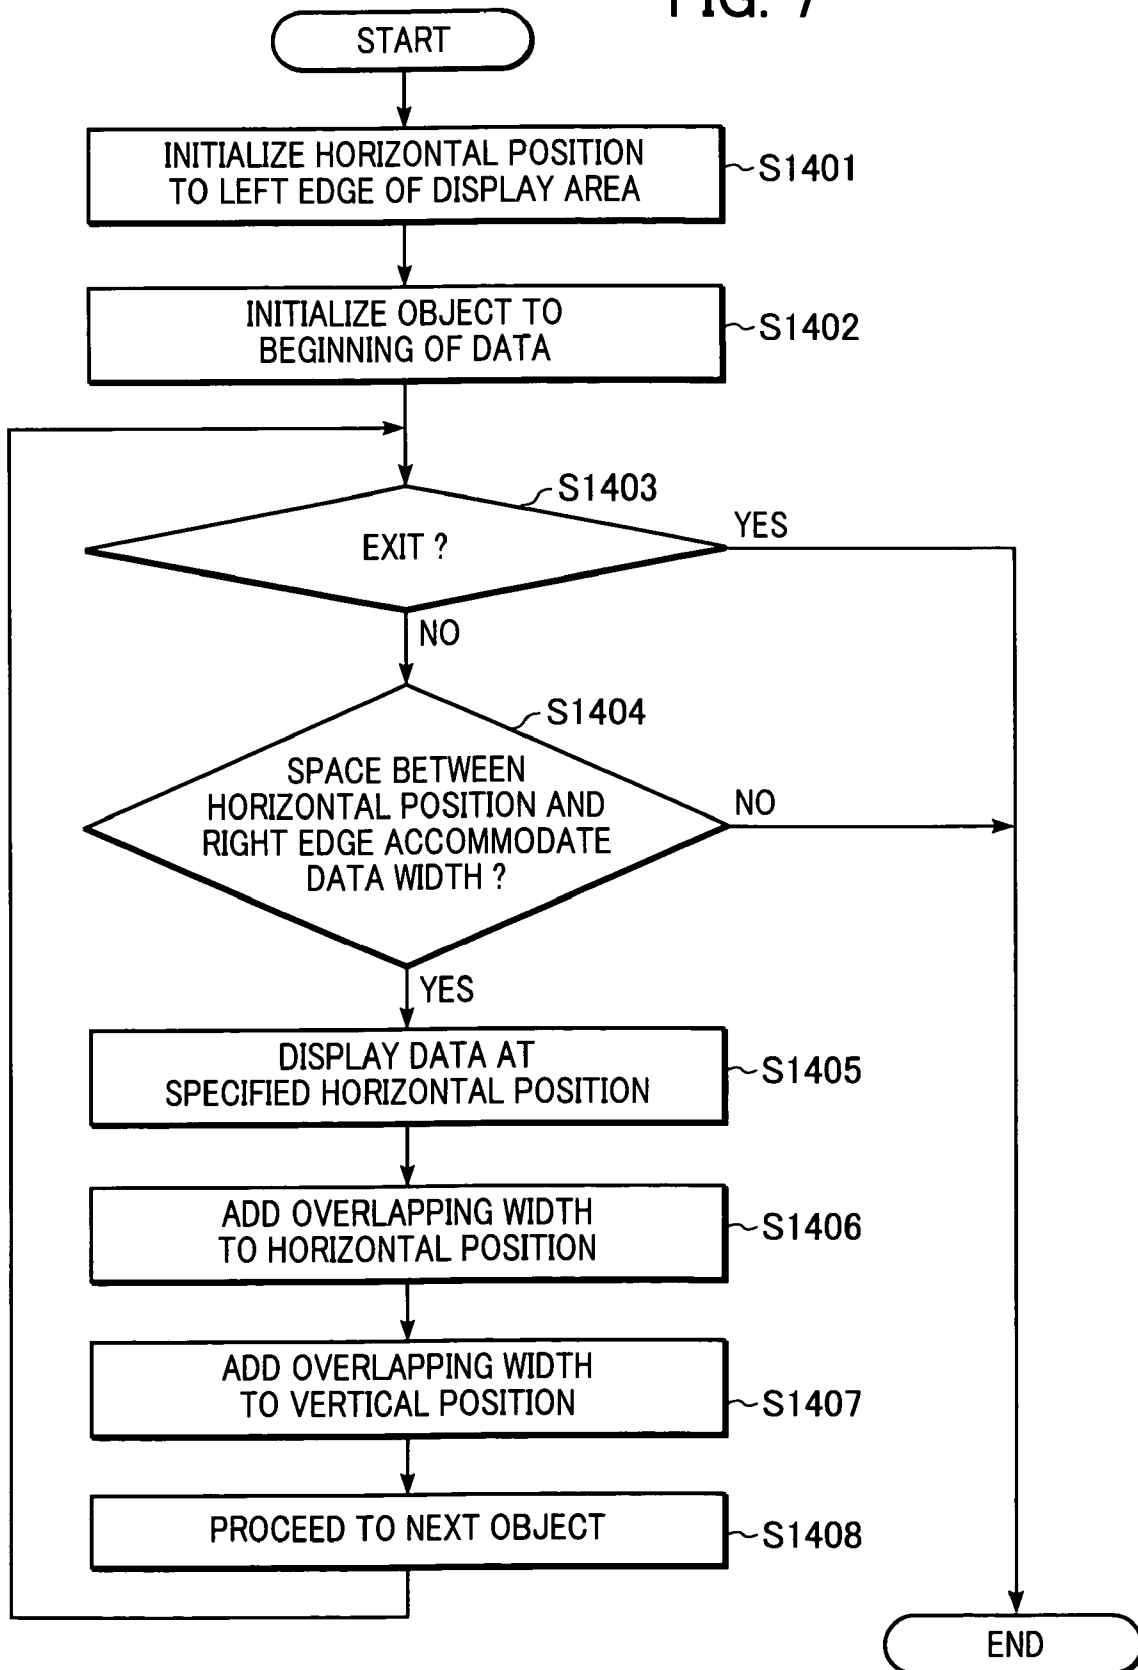 FIG. 7
START
INITIALIZE HORIZONTAL POSITION
TO LEFT EDGE OF DISPLAY AREA
S1401
INITIALIZE OBJECT TO
BEGINNING OF DATA
S1402
S1403
EXIT ?
YES
NO
S1404
SPACE BETWEEN
HORIZONTAL POSITION AND
RIGHT EDGE ACCOMMODATE
DATA WIDTH ?
NO
YES
DISPLAY DATA AT
SPECIFIED HORIZONTAL POSITION
S1405
ADD OVERLAPPING WIDTH
TO HORIZONTAL POSITION
S1406
ADD OVERLAPPING WIDTH
TO VERTICAL POSITION
S1407
PROCEED TO NEXT OBJECT
S1408
END